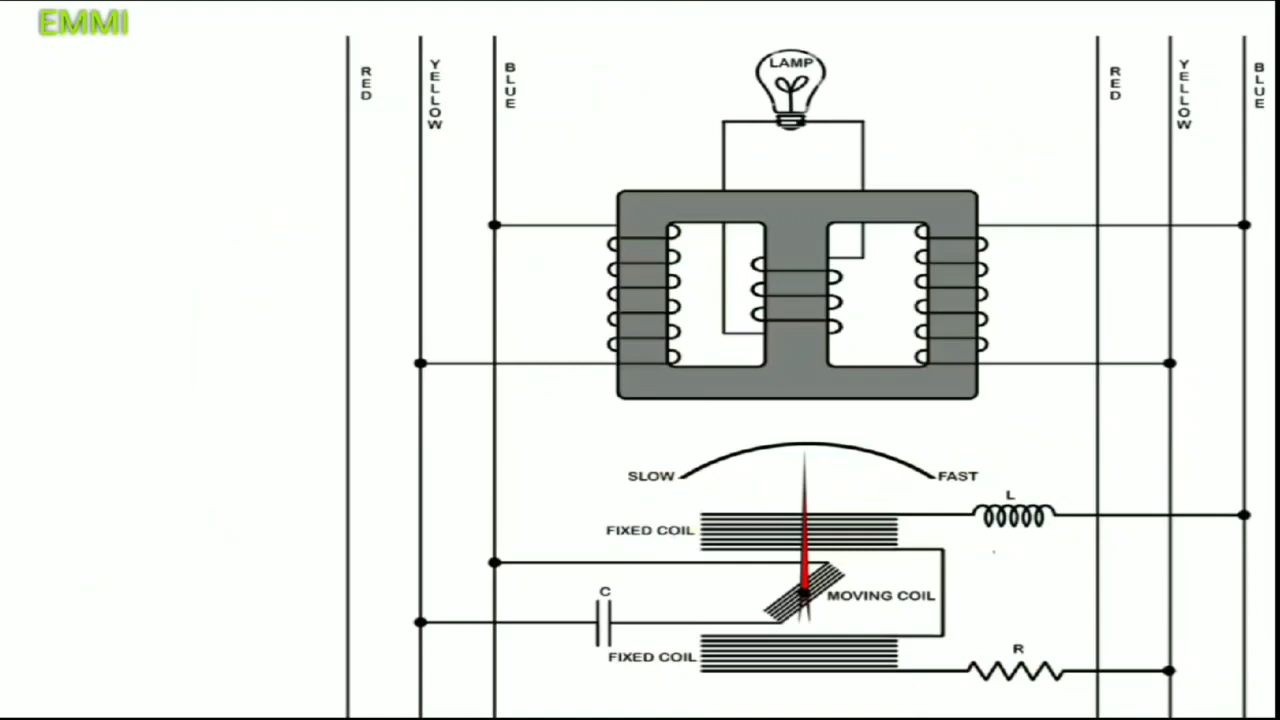 EMMI
RED
YELLOW
BLUE
LAMP
RED
YELLOW
BLUE
SLOW
FAST
L
FIXED COIL
C
MOVING COIL
R
FIXED COIL